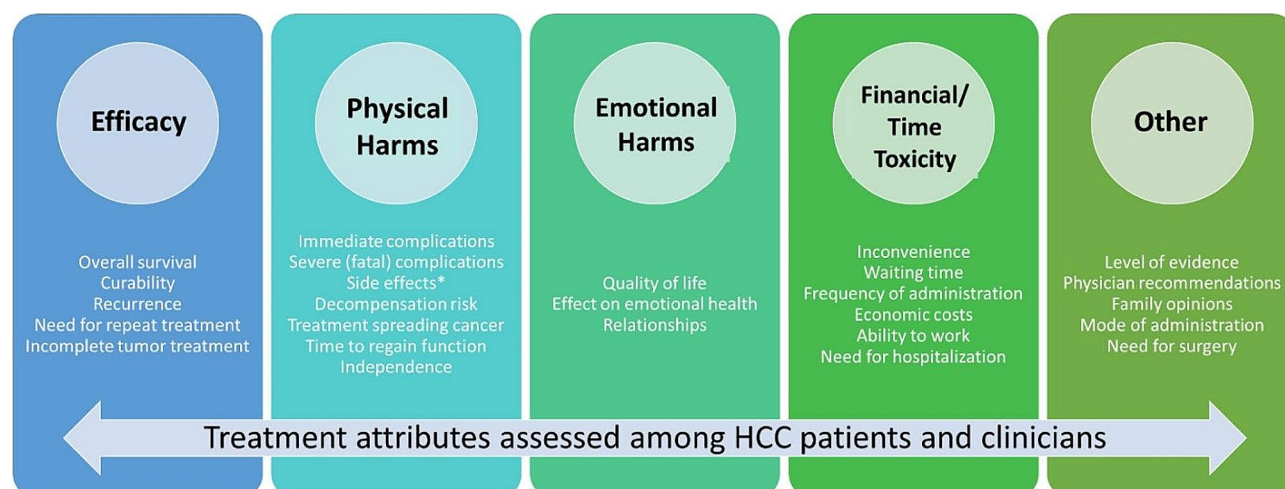 Efficacy
Overall survival
Curability
Recurrence
Need for repeat treatment
Incomplete tumor treatment
Physical
Harms
Immediate complications
Severe (fatal) complications
Side effects*
Decompensation risk
Treatment spreading cancer
Time to regain function
Independence
Emotional
Harms
Quality of life
Effect on emotional health
Relationships
Financial/
Time
Toxicity
Inconvenience
Waiting time
Frequency of administration
Economic costs
Ability to work
Need for hospitalization
Other
Level of evidence
Physician recommendations
Family opinions
Mode of administration
Need for surgery
Treatment attributes assessed among HCC patients and clinicians